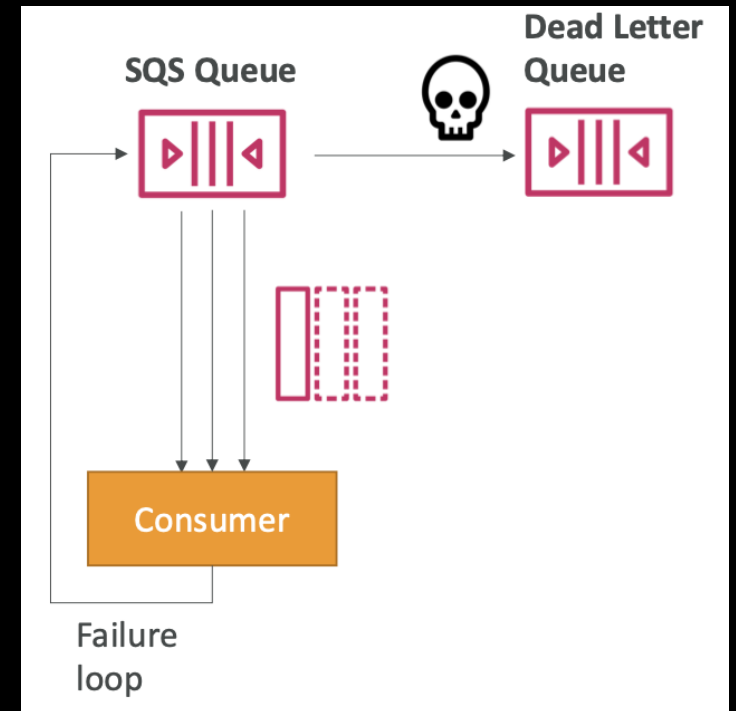 SQS Queue
Dead Letter
Queue
Consumer
Failure
loop